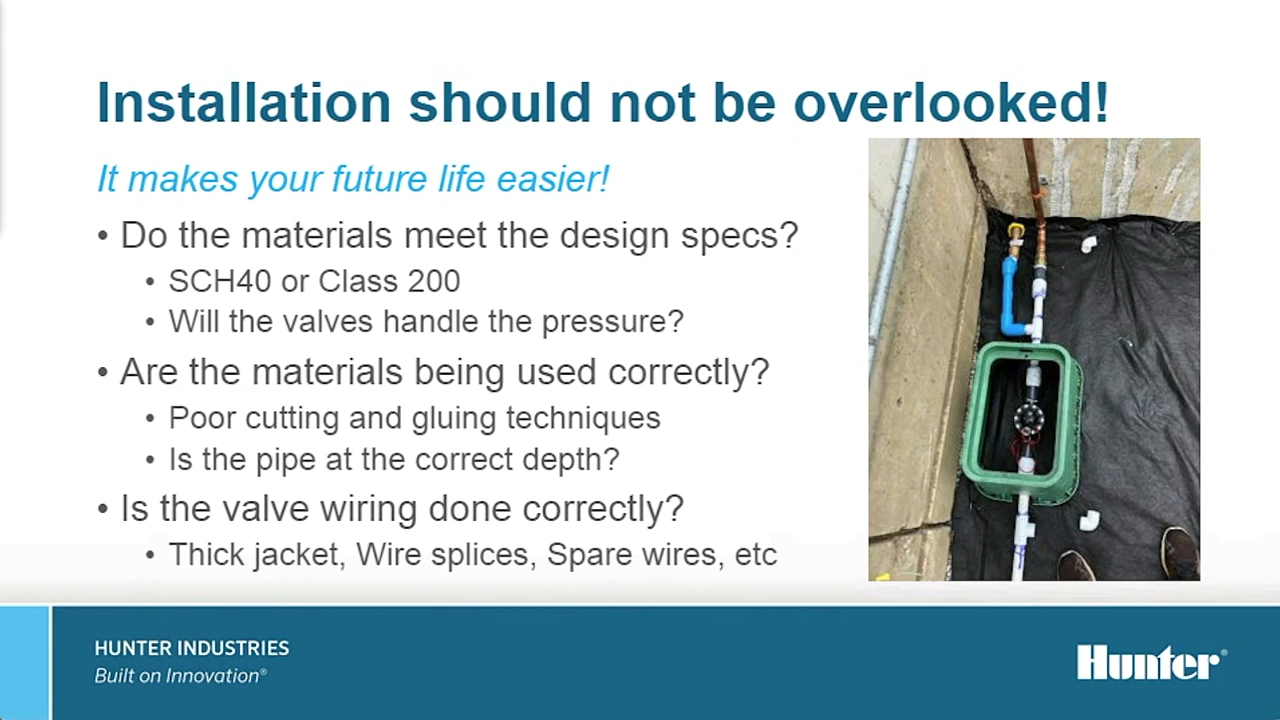 Installation should not be overlooked!
It makes your future life easier!
• Do the materials meet the design specs?
• SCH40 or Class 200
• Will the valves handle the pressure?
• Are the materials being used correctly?
• Poor cutting and gluing techniques
• Is the pipe at the correct depth?
• Is the valve wiring done correctly?
• Thick jacket, Wire splices, Spare wires, etc
HUNTER INDUSTRIES
Built on Innovation®
Hunter®